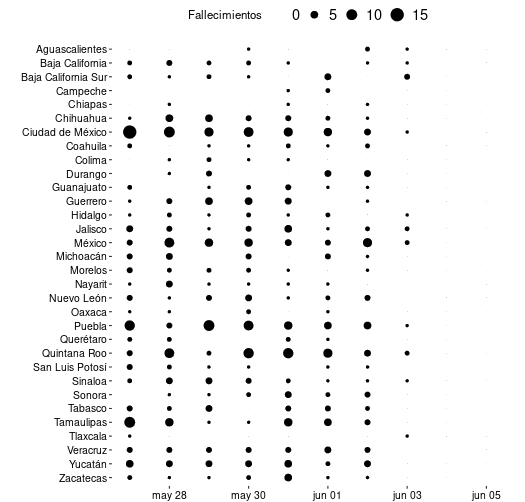 Fallecimientos 0 5 10 15
Aguascalientes
Baja California
Baja California Sur
Campeche
Chiapas
Chihuahua
Ciudad de México
Coahuila
Colima
Durango
Guanajuato
Guerrero
Hidalgo
Jalisco
México
Michoacán
Morelos
Nayarit
Nuevo León
Oaxaca
Puebla
Querétaro
Quintana Roo
San Luis Potosí
Sinaloa
Sonora
Tabasco
Tamaulipas
Tlaxcala
Veracruz
Yucatán
Zacatecas
may 28 may 30 jun 01 jun 03 jun 05